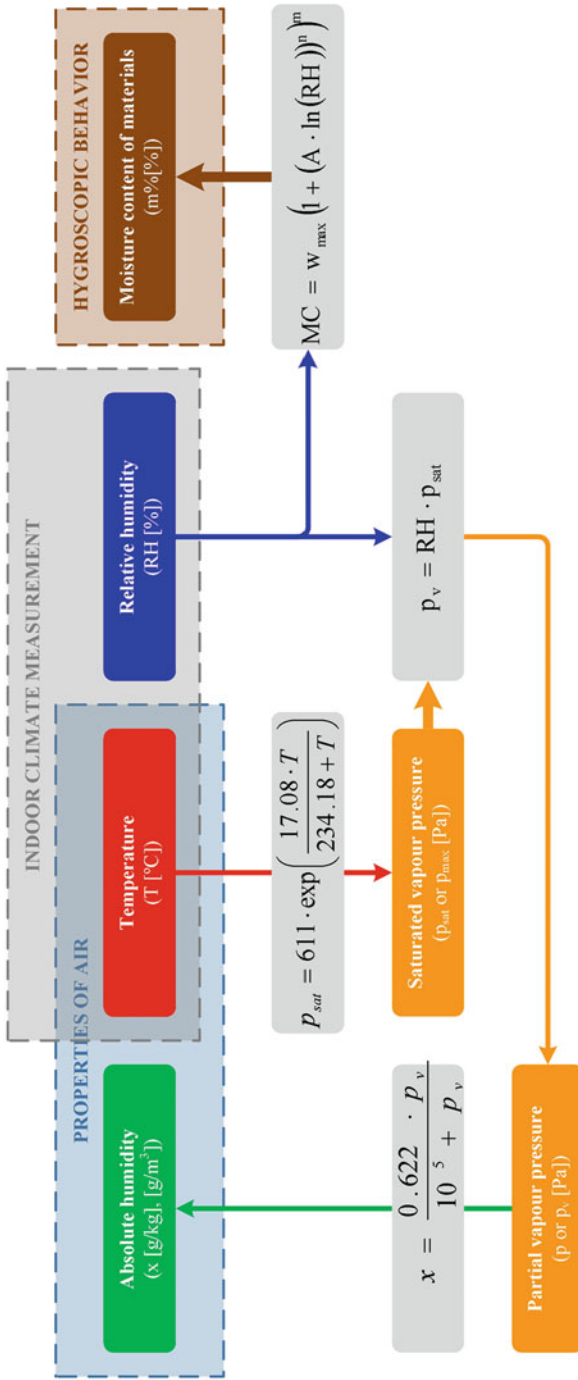 INDOOR CLIMATE MEASUREMENT
PROPERTIES OF AIR
HYGROSCOPIC BEHAVIOR
Absolute humidity
(x [g/kg], [g/m³])
Temperature
(T [°C])
Relative humidity
(RH [%])
Moisture content of materials
(m%[%])
p_sat = 611 · exp(17.08 · T / 234.18 + T)
MC = w_max (1 + (A · ln(RH))^n)^m
x = 0.622 · p_v / 10^5 + p_v
Saturated vapour pressure
(p_sat or p_max [Pa])
p_v = RH · p_sat
Partial vapour pressure
(p or p_v [Pa])